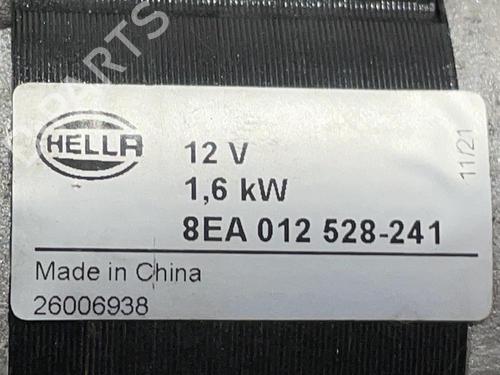 HELLA
12 V
1,6 kW
8EA 012 528-241
11/21
Made in China
26006938